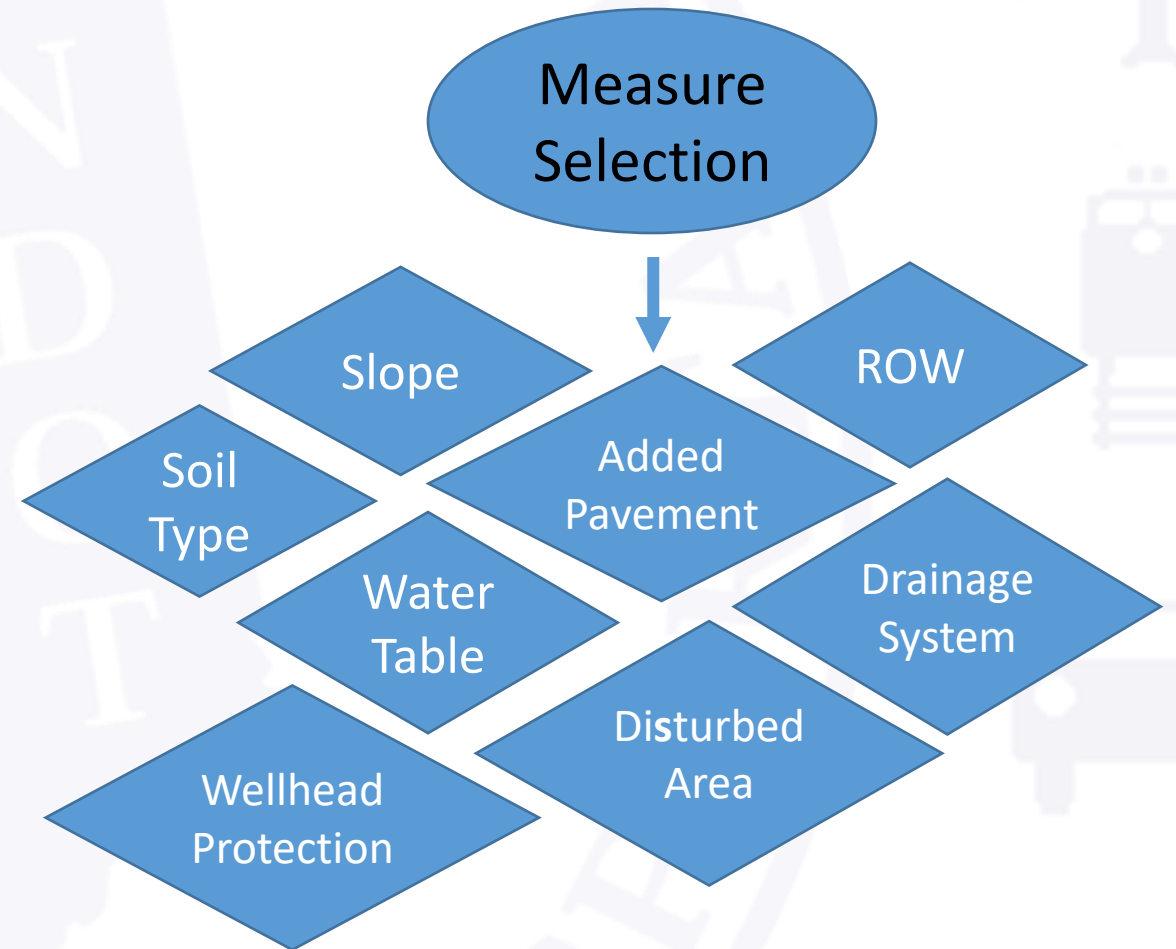 Measure
Selection
Slope
ROW
Added
Pavement
Soil
Type
Water
Table
Drainage
System
Disturbed
Area
Wellhead
Protection
N
D
O
T